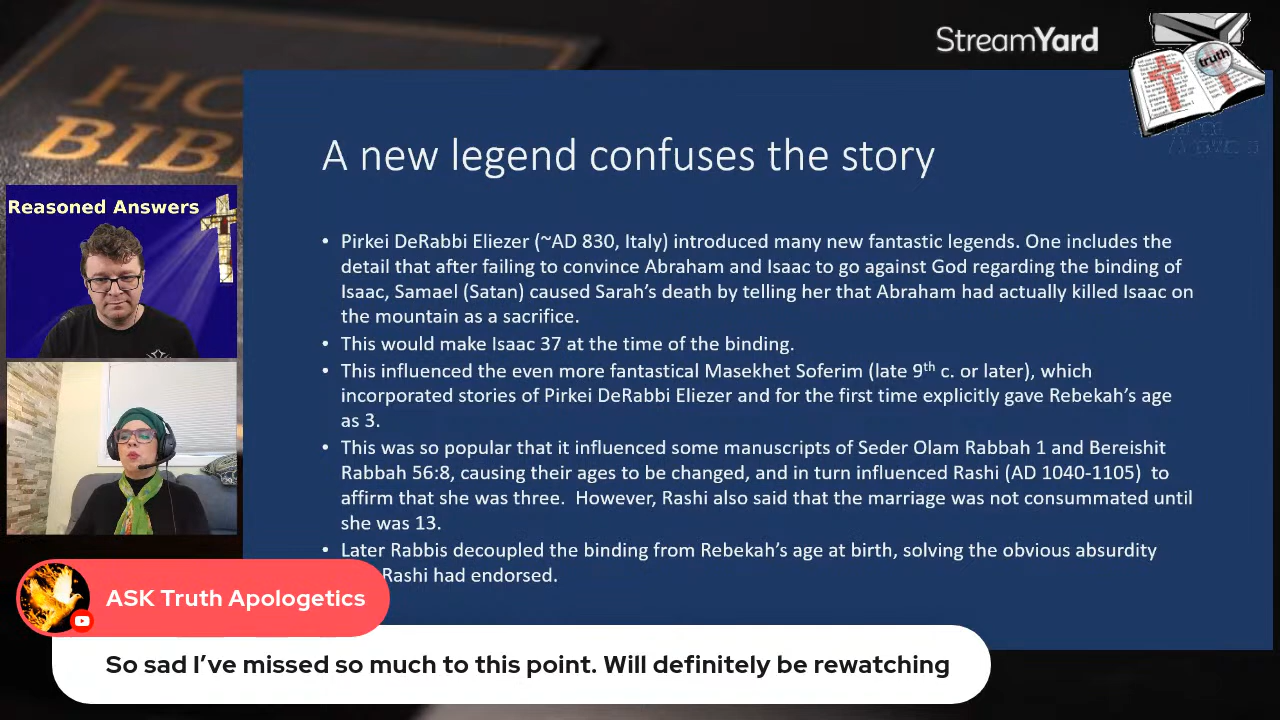 HO
BIB
StreamYard
truth
A new legend confuses the story
Reasoned Answers
• Pirkei DeRabbi Eliezer (~AD 830, Italy) introduced many new fantastic legends. One includes the
detail that after failing to convince Abraham and Isaac to go against God regarding the binding of
Isaac, Samael (Satan) caused Sarah's death by telling her that Abraham had actually killed Isaac on
the mountain as a sacrifice.
• This would make Isaac 37 at the time of the binding.
• This influenced the even more fantastical Masekhet Soferim (late 9th c. or later), which
incorporated stories of Pirkei DeRabbi Eliezer and for the first time explicitly gave Rebekah's age
as 3.
• This was so popular that it influenced some manuscripts of Seder Olam Rabbah 1 and Bereishit
Rabbah 56:8, causing their ages to be changed, and in turn influenced Rashi (AD 1040-1105) to
affirm that she was three. However, Rashi also said that the marriage was not consummated until
she was 13.
• Later Rabbis decoupled the binding from Rebekah's age at birth, solving the obvious absurdity
Rashi had endorsed.
ASK Truth Apologetics
So sad I've missed so much to this point. Will definitely be rewatching